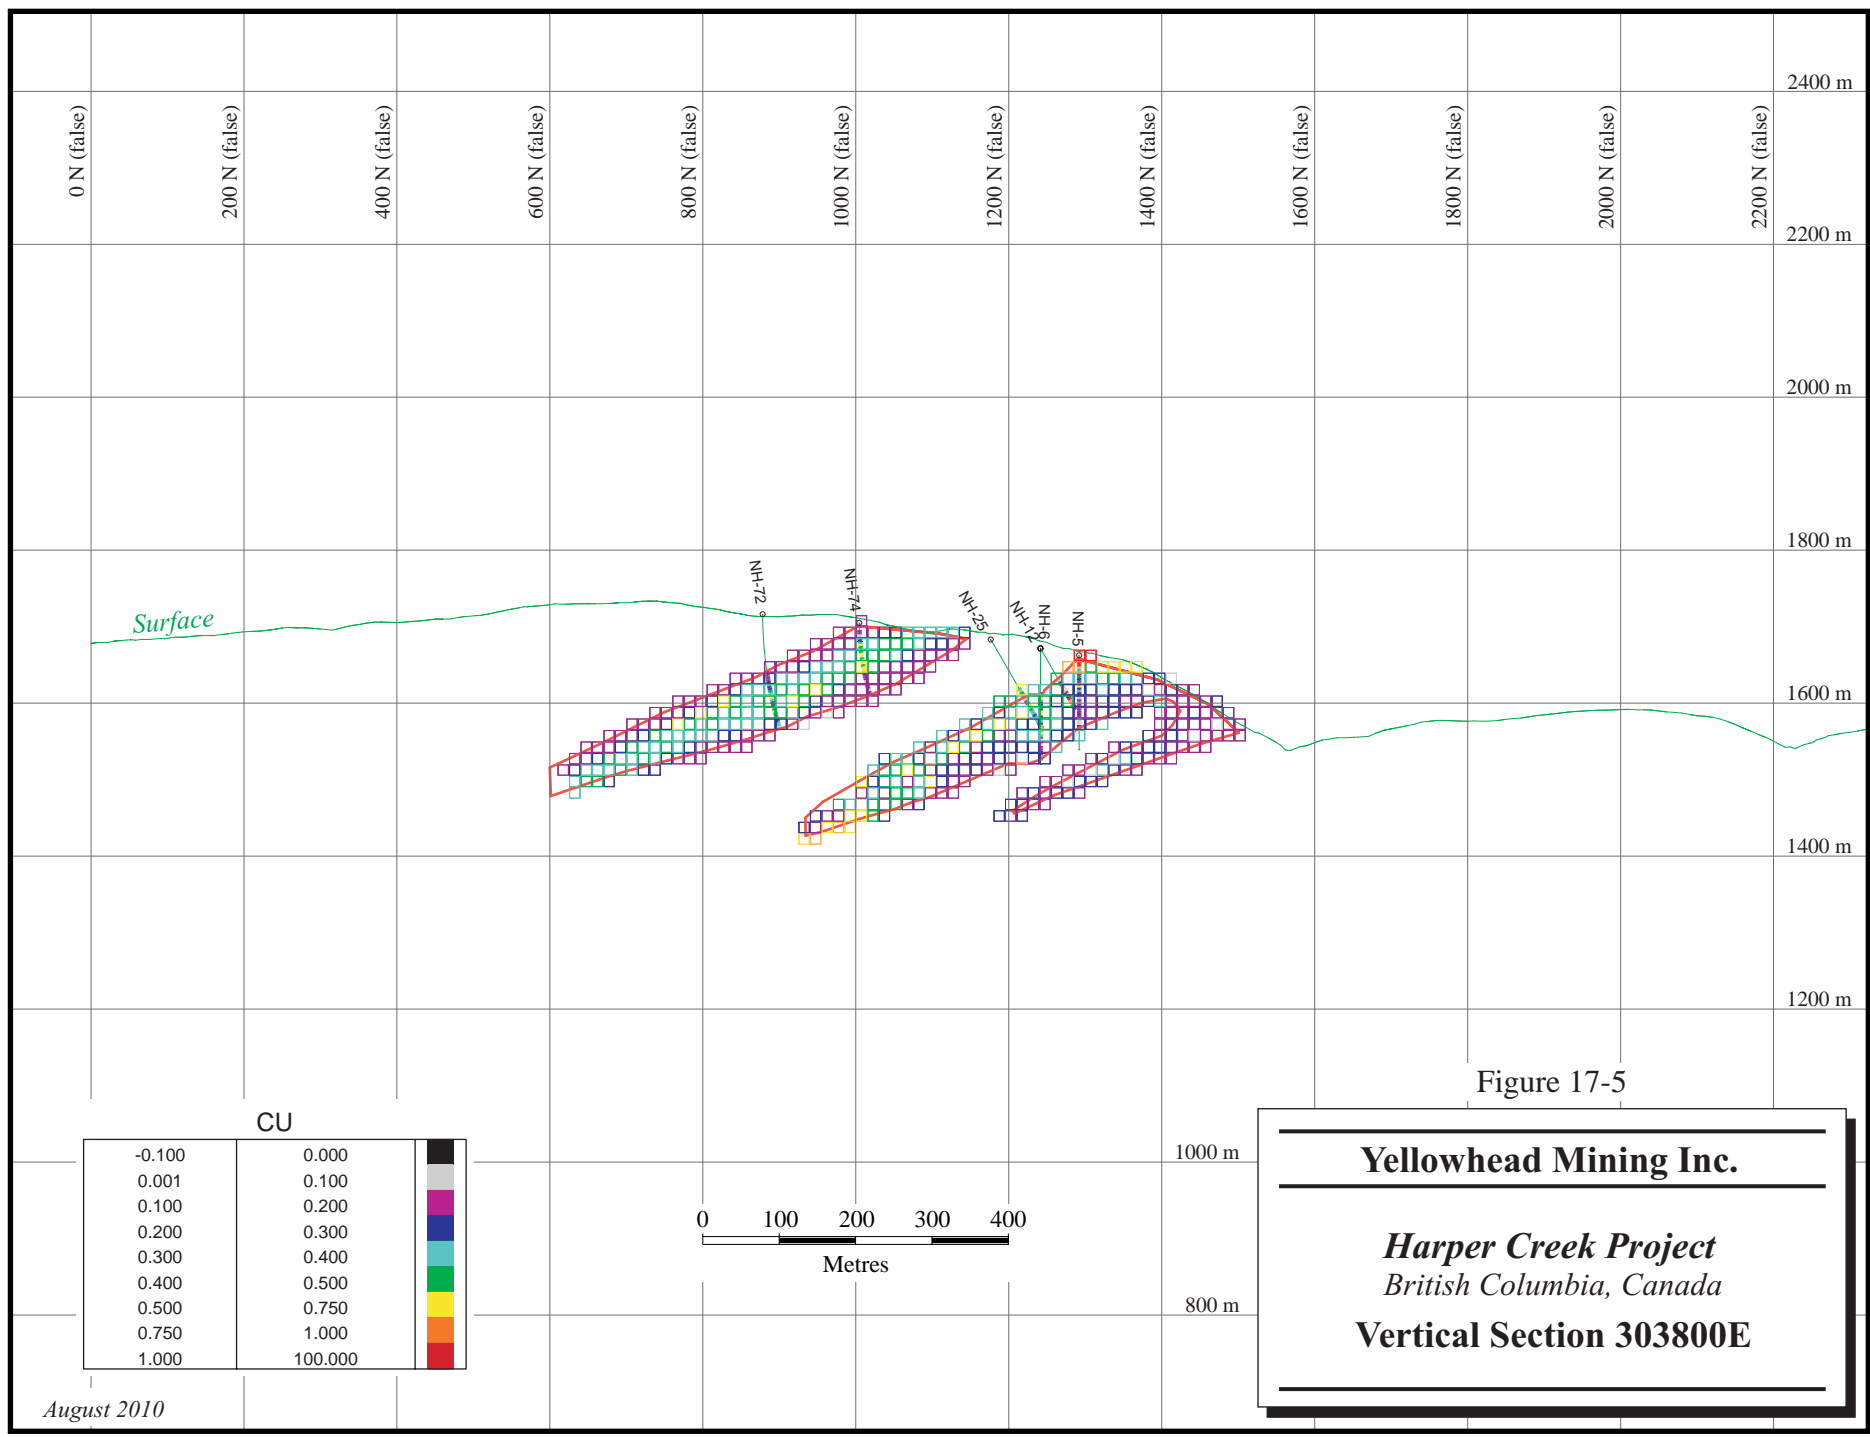 2400 m
0 N (false)
200 N (false)
400 N (false)
600 N (false)
800 N (false)
1000 N (false)
1200 N (false)
1400 N (false)
1600 N (false)
1800 N (false)
2000 N (false)
2200 N (false)
2200 m
2000 m
1800 m
NH-72
NH-74
NH-25
NH-12
NH-6
NH-5
Surface
1600 m
1400 m
1200 m
1000 m
800 m
Figure 17-5
Yellowhead Mining Inc.
Harper Creek Project
British Columbia, Canada
Vertical Section 303800E
CU
-0.100 0.000
0.001 0.100
0.100 0.200
0.200 0.300
0.300 0.400
0.400 0.500
0.500 0.750
0.750 1.000
1.000 100.000
0 100 200 300 400
Metres
August 2010